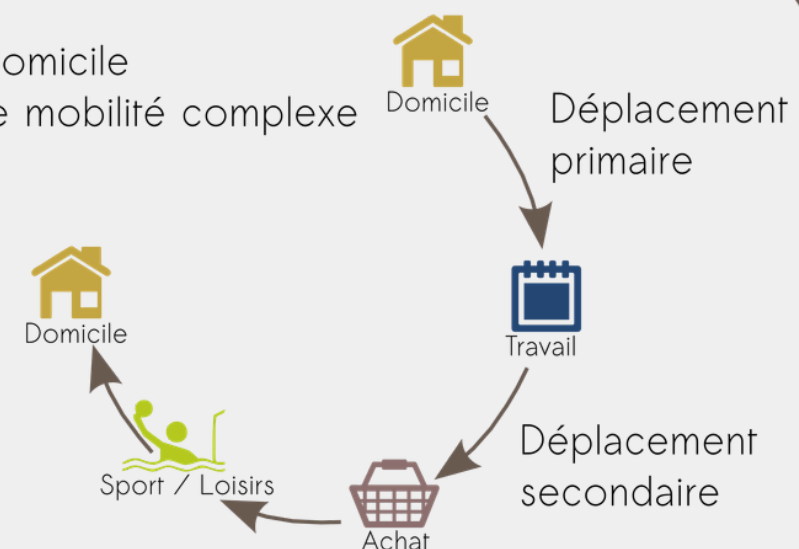 omicile
e mobilité complexe
Domicile
Déplacement
primaire
Domicile
Travail
Déplacement
secondaire
Sport / Loisirs
Achat